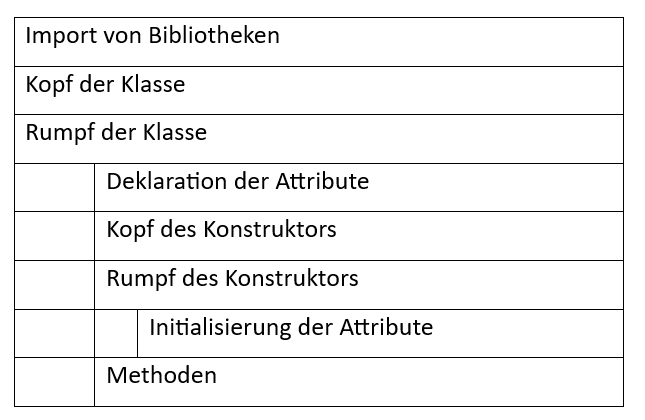 Import von Bibliotheken
Kopf der Klasse
Rumpf der Klasse
Deklaration der Attribute
Kopf des Konstruktors
Rumpf des Konstruktors
Initialisierung der Attribute
Methoden